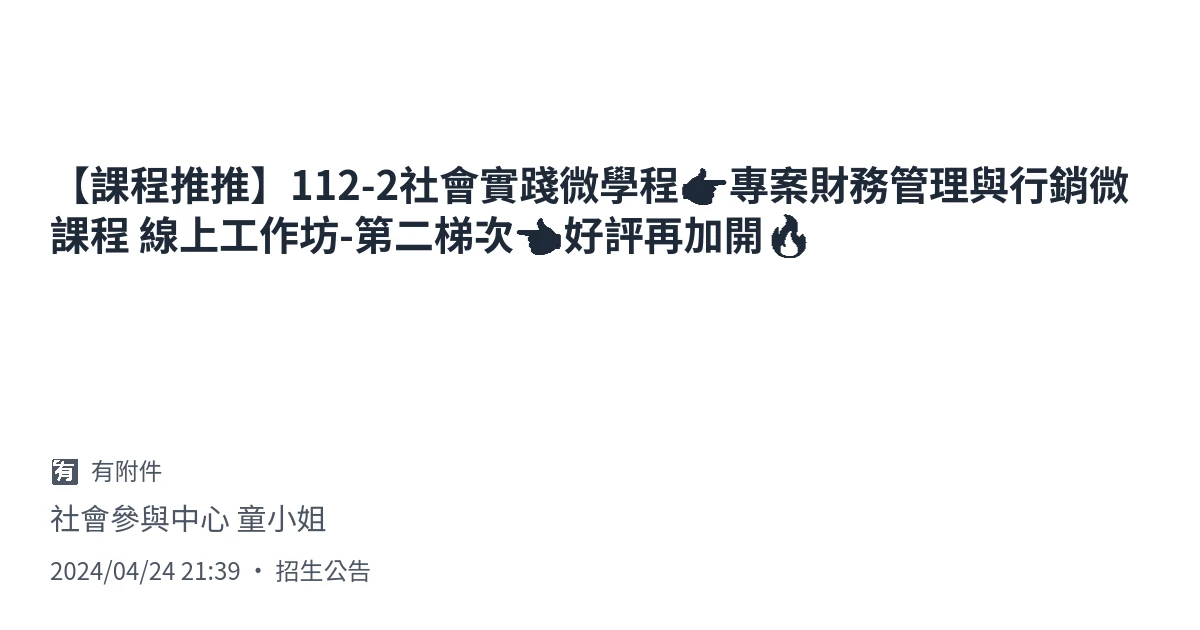 【課程推推】112-2社會實踐微學程👉專案財務管理與行銷微
課程 線上工作坊-第二梯次👈好評再加開🔥
🈶 有附件
社會參與中心 童小姐
2024/04/24 21:39 ・ 招生公告